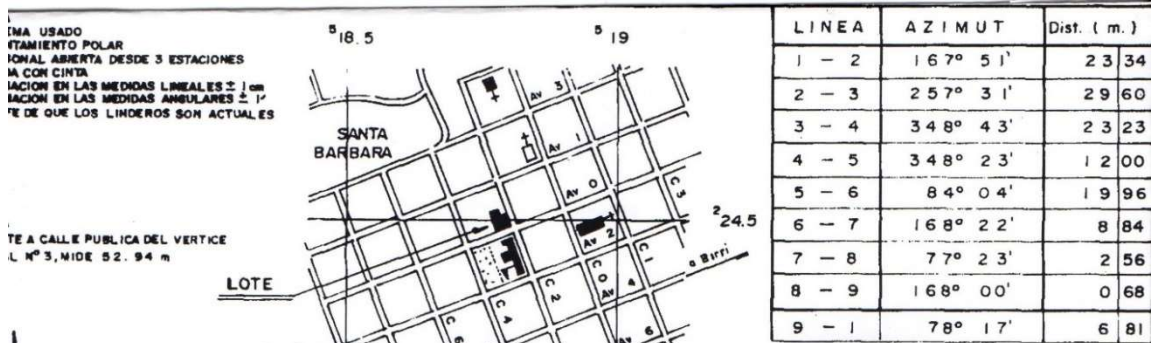 USADO
POLAR
ABIERTA DESDE 3 ESTACIONES
CON CINTA
EN LAS MEDIDAS LINEALES ± 1 cm
EN LAS MEDIDAS ANGULARES ± 1'
DE QUE LOS LINDEROS SON ACTUALES
A CALLE PUBLICA DEL VERTICE
Nº 3, MIDE 52.94 m
LOTE
518.5
519
SANTA
BARBARA
Av 3
Av 1
Av 0
C 3
224.5
Av 2
C 1
a Birri
C 0
Av 4
C 2
C 4
C 6
Av 6
LINEA AZIMUT Dist. (m.)
1 - 2 167º 51' 23 34
2 - 3 257º 31' 29 60
3 - 4 348º 43' 23 23
4 - 5 348º 23' 12 00
5 - 6 84º 04' 19 96
6 - 7 168º 22' 8 84
7 - 8 77º 23' 2 56
8 - 9 168º 00' 0 68
9 - 1 78º 17' 6 81